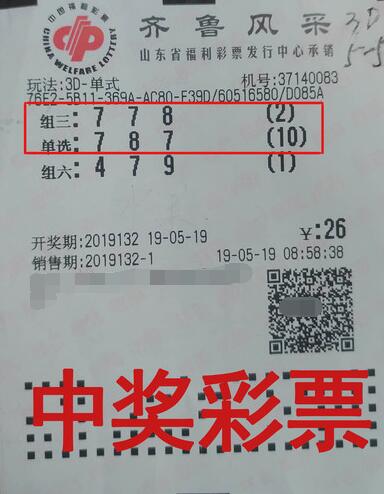 中国福利彩票
CHINA WELFARE LOTTERY
齐鲁风采
3D
5-5
山东省福利彩票发行中心承销
玩法:3D-单式 机号:37140083
76E2-5B11-369A-AC80-F39D/60516580/D085A
组三: 7 7 8 (2)
单选: 7 8 7 (10)
组六: 4 7 9 (1)
¥:26
开奖期:2019132 19-05-19
销售期:2019132-1 19-05-19 08:58:38
中奖彩票